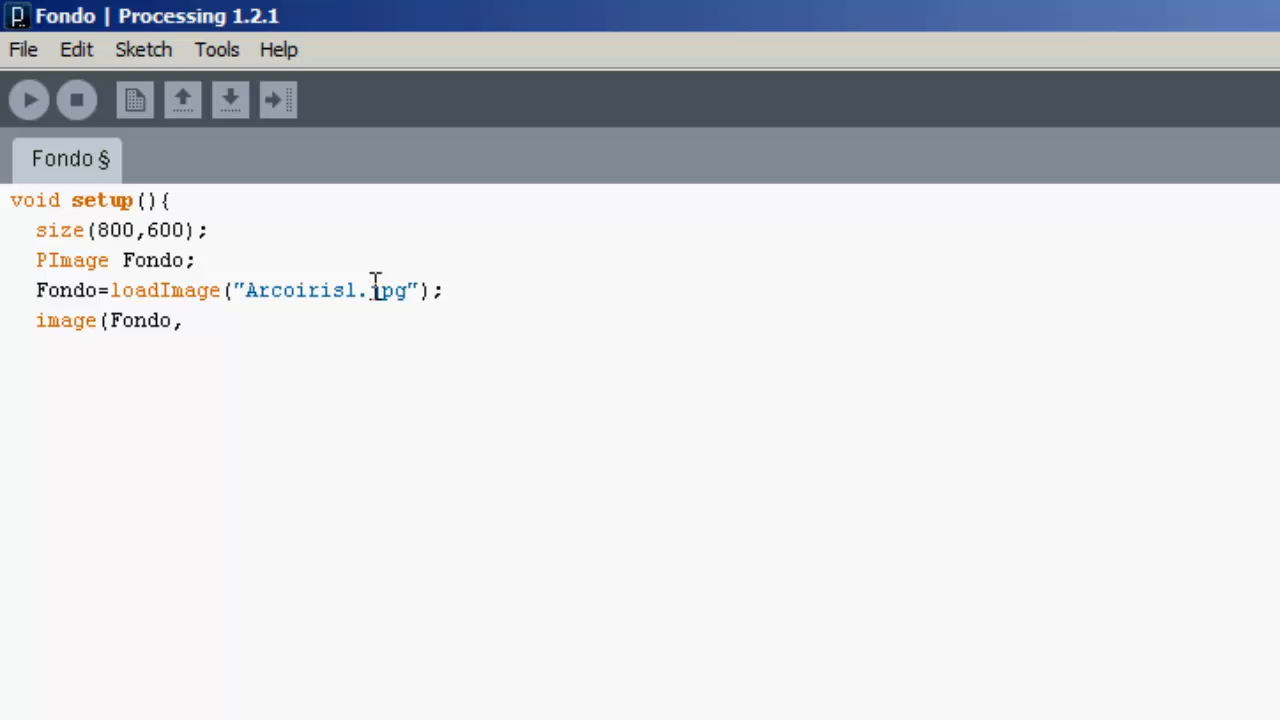 Fondo | Processing 1.2.1
File Edit Sketch Tools Help
Fondo §
void setup(){
size(800,600);
PImage Fondo;
Fondo=loadImage("Arcoiris1.jpg");
image(Fondo,